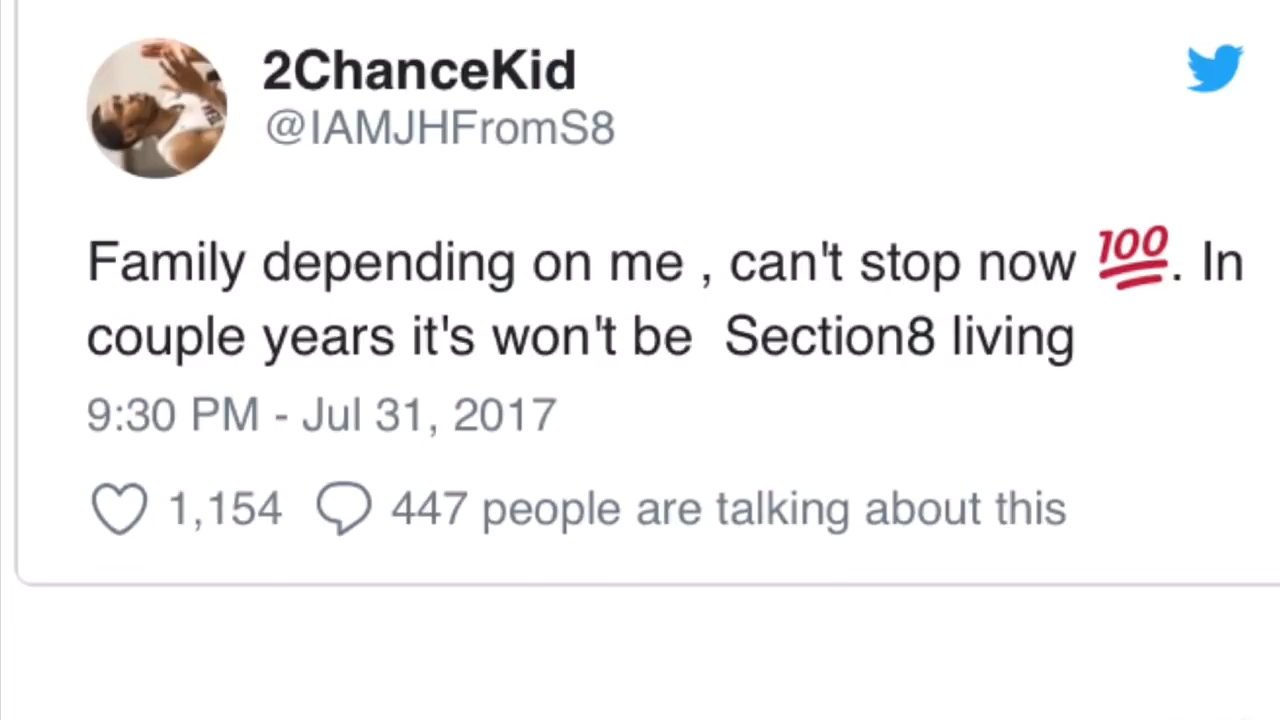 2ChanceKid
@IAMJHFromS8
Family depending on me , can't stop now 💯. In
couple years it's won't be  Section8 living
9:30 PM - Jul 31, 2017
1,154 447 people are talking about this